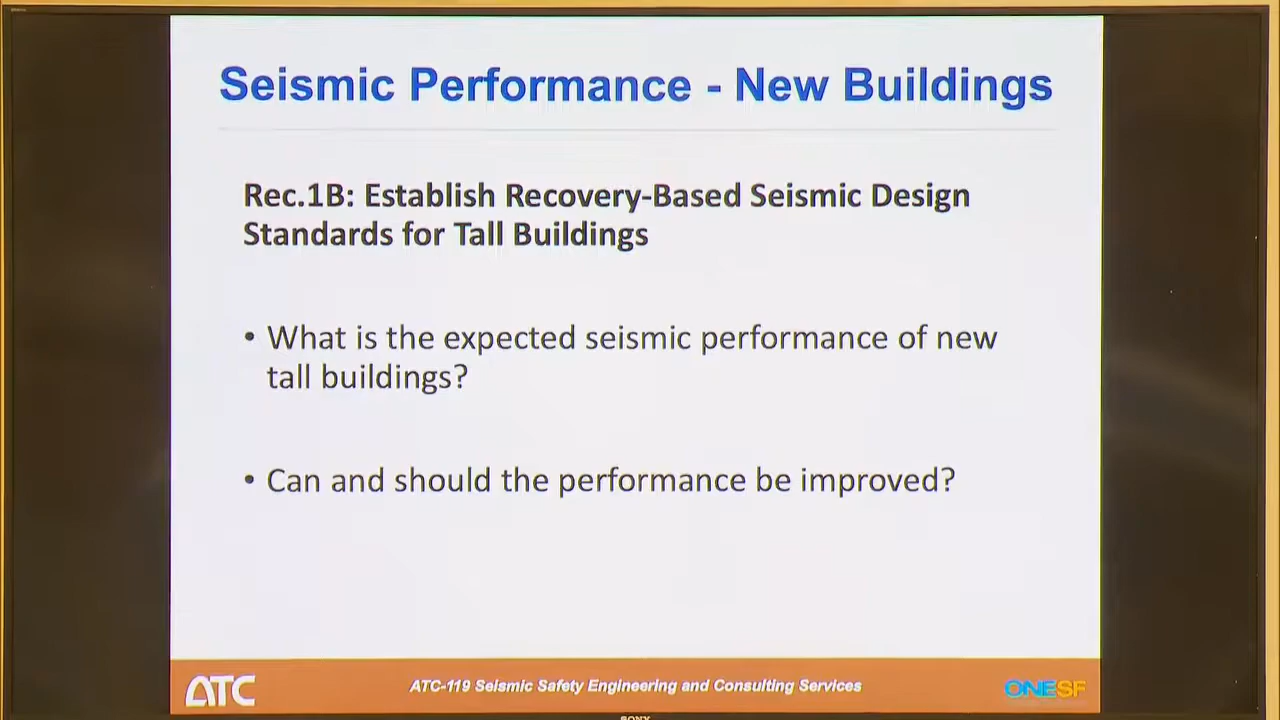 Seismic Performance - New Buildings
Rec.1B: Establish Recovery-Based Seismic Design
Standards for Tall Buildings
• What is the expected seismic performance of new
tall buildings?
• Can and should the performance be improved?
ATC
ATC-119 Seismic Safety Engineering and Consulting Services
ONESF
SONY